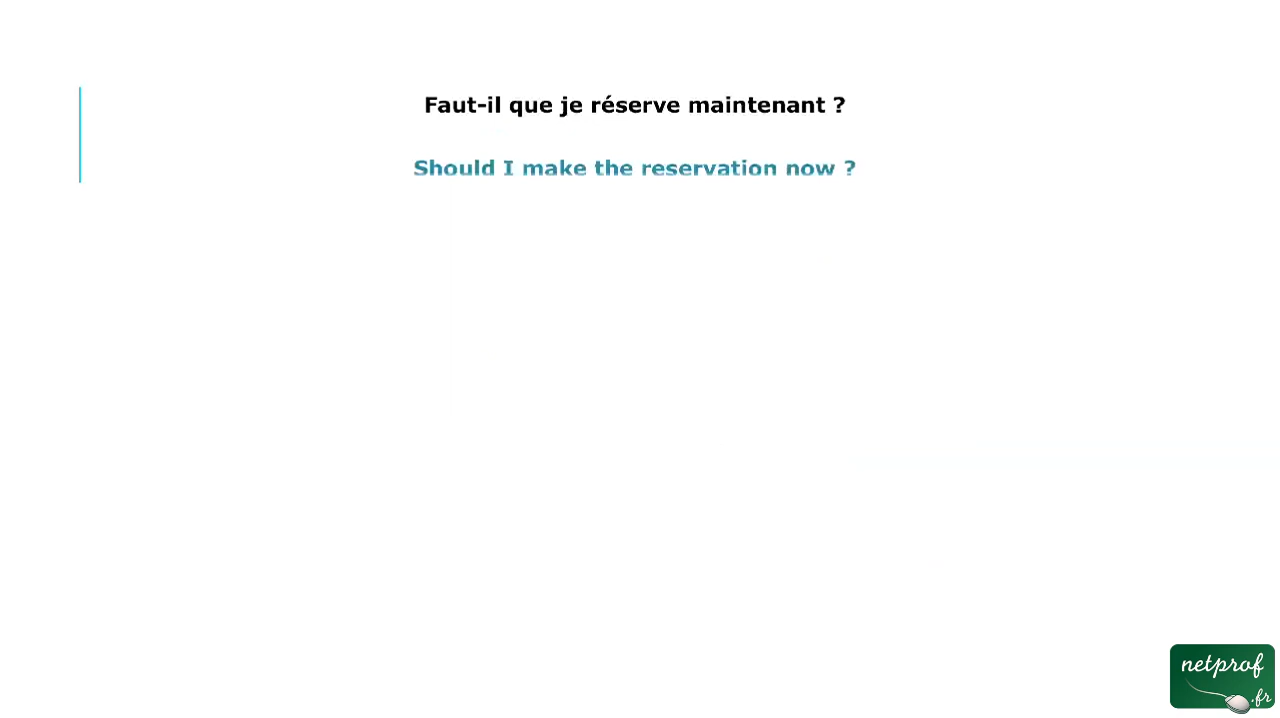 Faut-il que je réserve maintenant ?
Should I make the reservation now ?
netprof
.fr